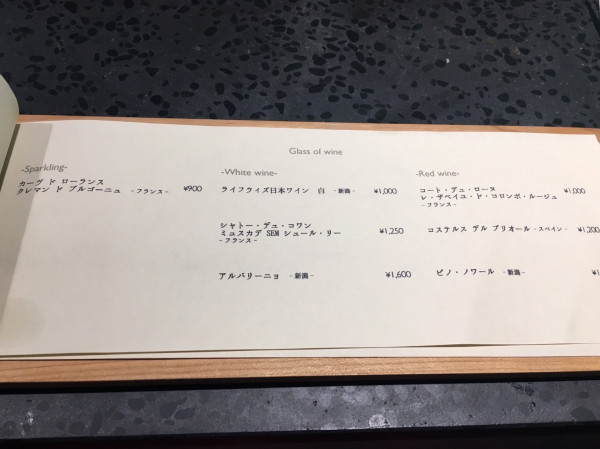 Glass of wine
-Sparkling-
カーヴ ド ローランス
クレマン ド ブルゴーニュ -フランス- ¥900
-White wine-
ライフライズ日本ワイン 白 -新潟- ¥1,000
シャトー・デュ・コワン
ミュスカデ SEM シュール・リー ¥1,250
-フランス-
アルバリーニョ -新潟- ¥1,600
-Red wine-
コート・デュ・ローヌ ¥1,000
レ・ザベイユ・ド・コロンボ・ルージュ
-フランス-
コステルス デル プリオール -スペイン- ¥1,200
ピノ・ノワール -新潟- ¥1